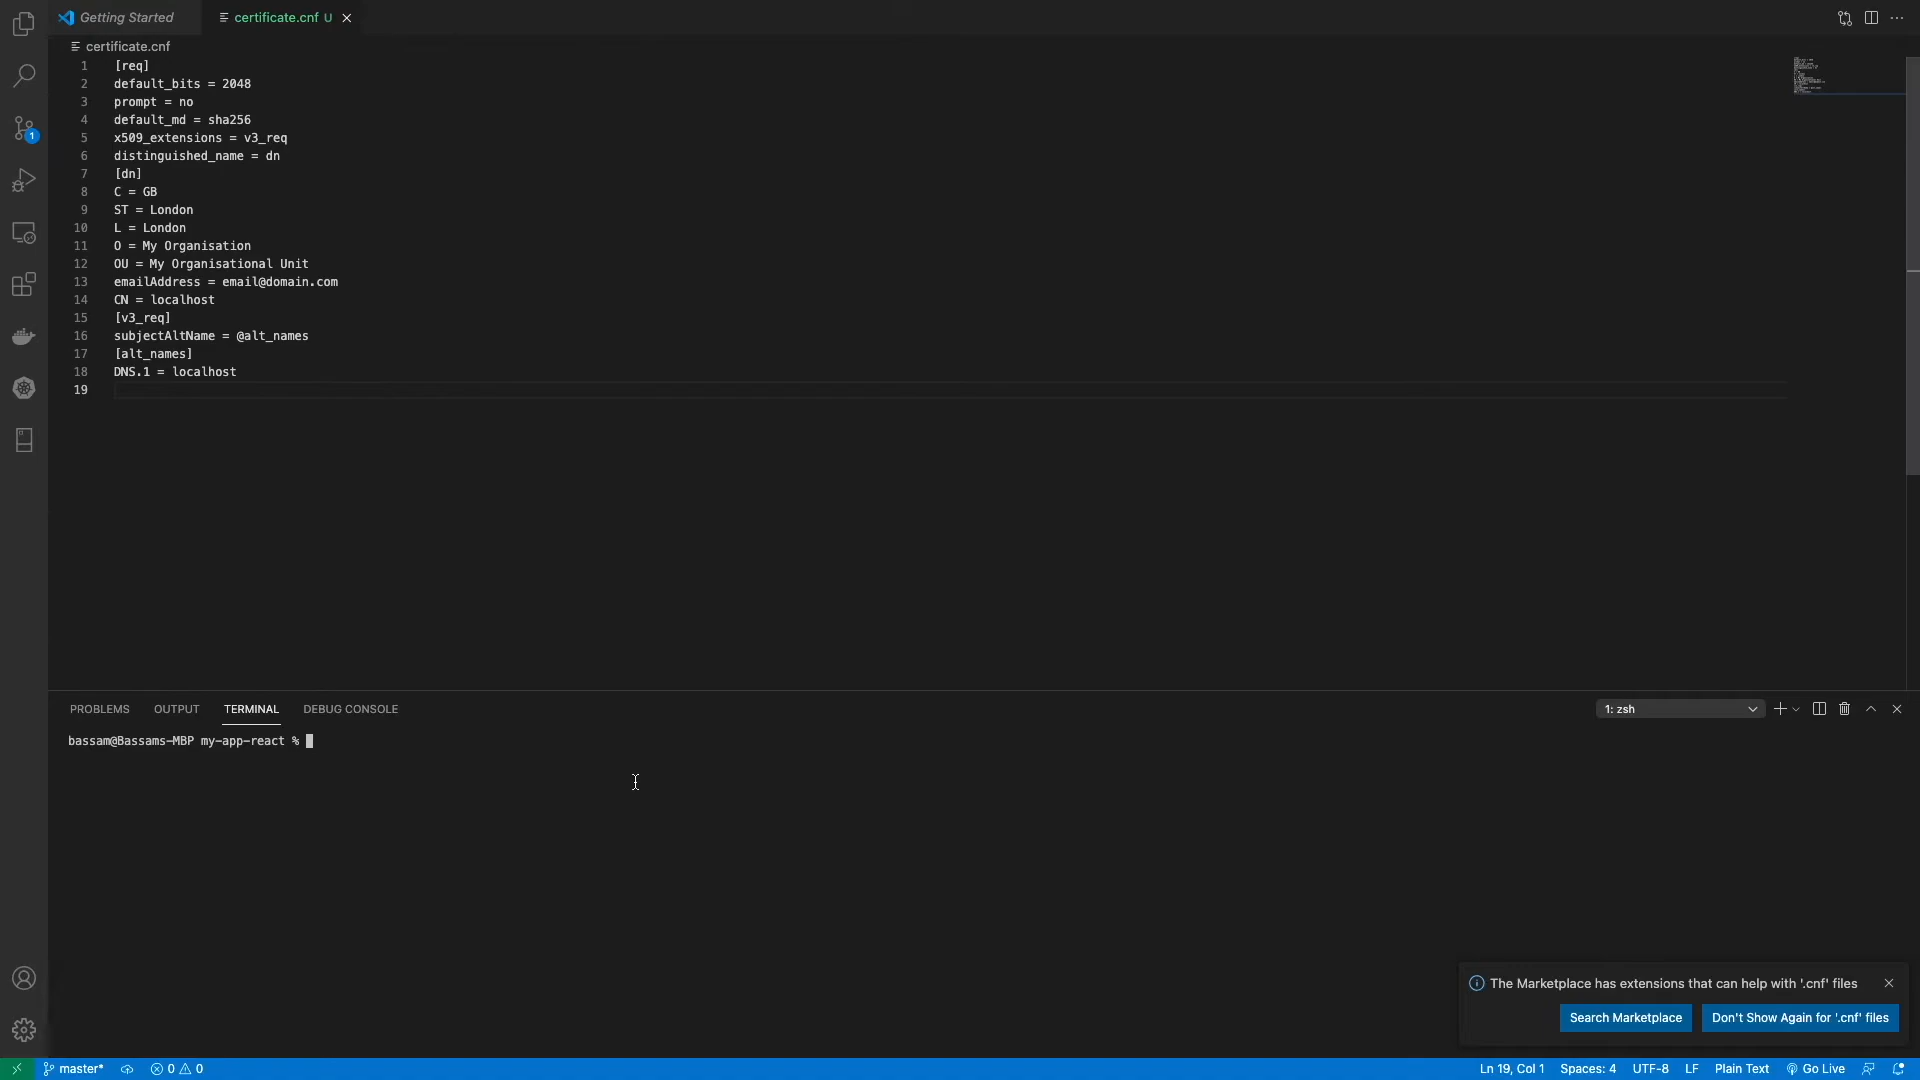 Getting Started
certificate.cnf U
certificate.cnf
1 [req]
2 default_bits = 2048
3 prompt = no
4 default_md = sha256
5 x509_extensions = v3_req
6 distinguished_name = dn
7 [dn]
8 C = GB
9 ST = London
10 L = London
11 O = My Organisation
12 OU = My Organisational Unit
13 emailAddress = email@domain.com
14 CN = localhost
15 [v3_req]
16 subjectAltName = @alt_names
17 [alt_names]
18 DNS.1 = localhost
19
1
PROBLEMS OUTPUT TERMINAL DEBUG CONSOLE
1: zsh
bassam@Bassams-MBP my-app-react %
The Marketplace has extensions that can help with '.cnf' files
Search Marketplace
Don't Show Again for '.cnf' files
master* 0 0
Ln 19, Col 1 Spaces: 4 UTF-8 LF Plain Text Go Live